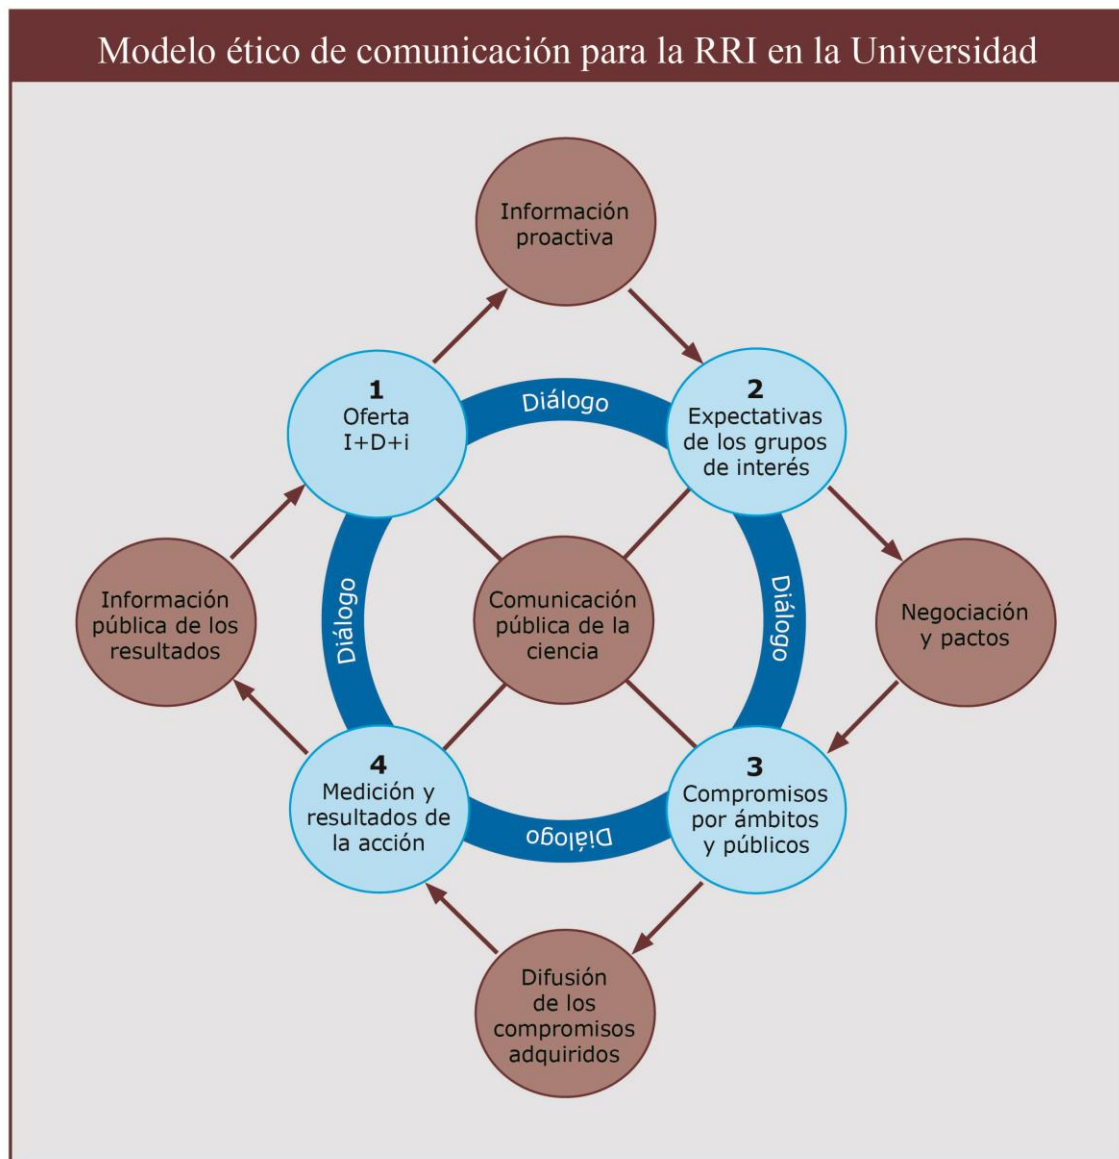 Modelo ético de comunicación para la RRI en la Universidad
Información
proactiva
1
Oferta
I+D+i
Diálogo
2
Expectativas
de los grupos
de interés
Información
pública de los
resultados
Diálogo
Comunicación
pública de la
ciencia
Diálogo
Negociación
y pactos
4
Medición y
resultados de
la acción
Diálogo
3
Compromisos
por ámbitos
y públicos
Difusión
de los
compromisos
adquiridos